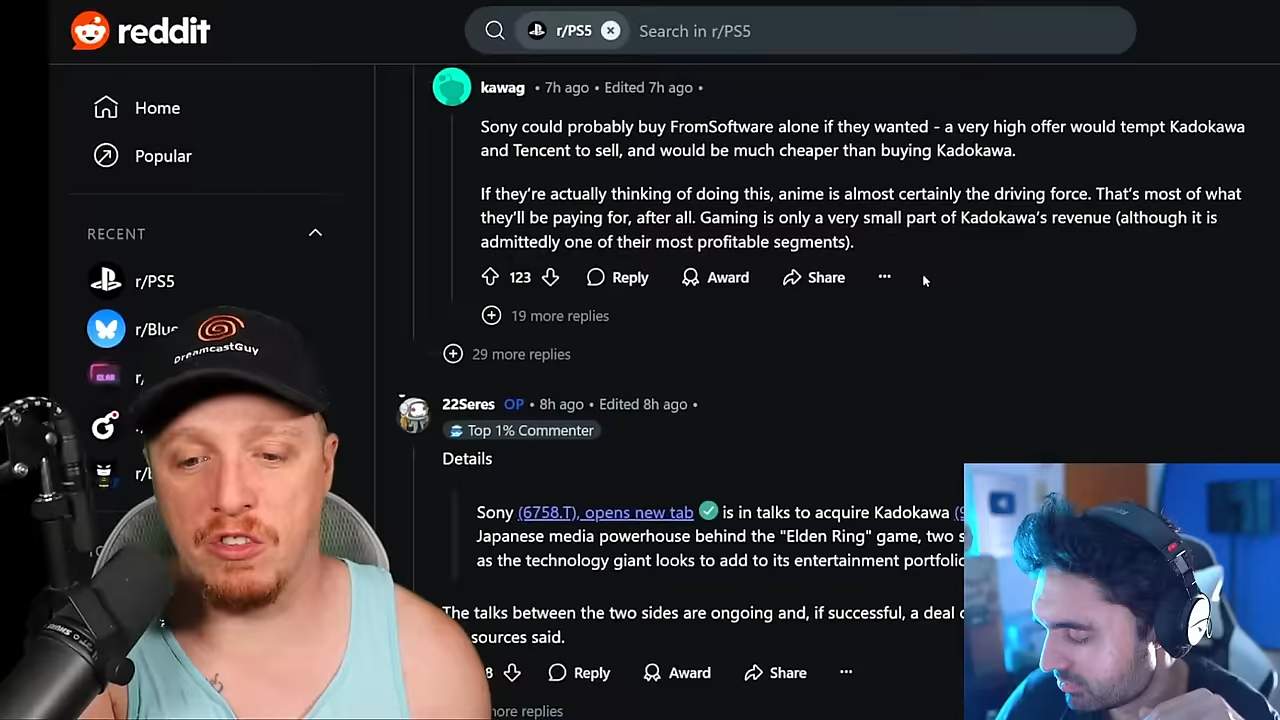 reddit
r/PS5
Search in r/PS5
Home
Popular
RECENT
r/PS5
r/Blue
r/
r/b
DreamcastGuy
kawag • 7h ago • Edited 7h ago •
Sony could probably buy FromSoftware alone if they wanted - a very high offer would tempt Kadokawa
and Tencent to sell, and would be much cheaper than buying Kadokawa.
If they're actually thinking of doing this, anime is almost certainly the driving force. That's most of what
they'll be paying for, after all. Gaming is only a very small part of Kadokawa's revenue (although it is
admittedly one of their most profitable segments).
123 Reply Award Share ...
19 more replies
29 more replies
22Seres OP • 8h ago • Edited 8h ago •
Top 1% Commenter
Details
Sony (6758.T), opens new tab is in talks to acquire Kadokawa (9
Japanese media powerhouse behind the "Elden Ring" game, two s
as the technology giant looks to add to its entertainment portfolio
The talks between the two sides are ongoing and, if successful, a deal
sources said.
8 Reply Award Share ...
more replies